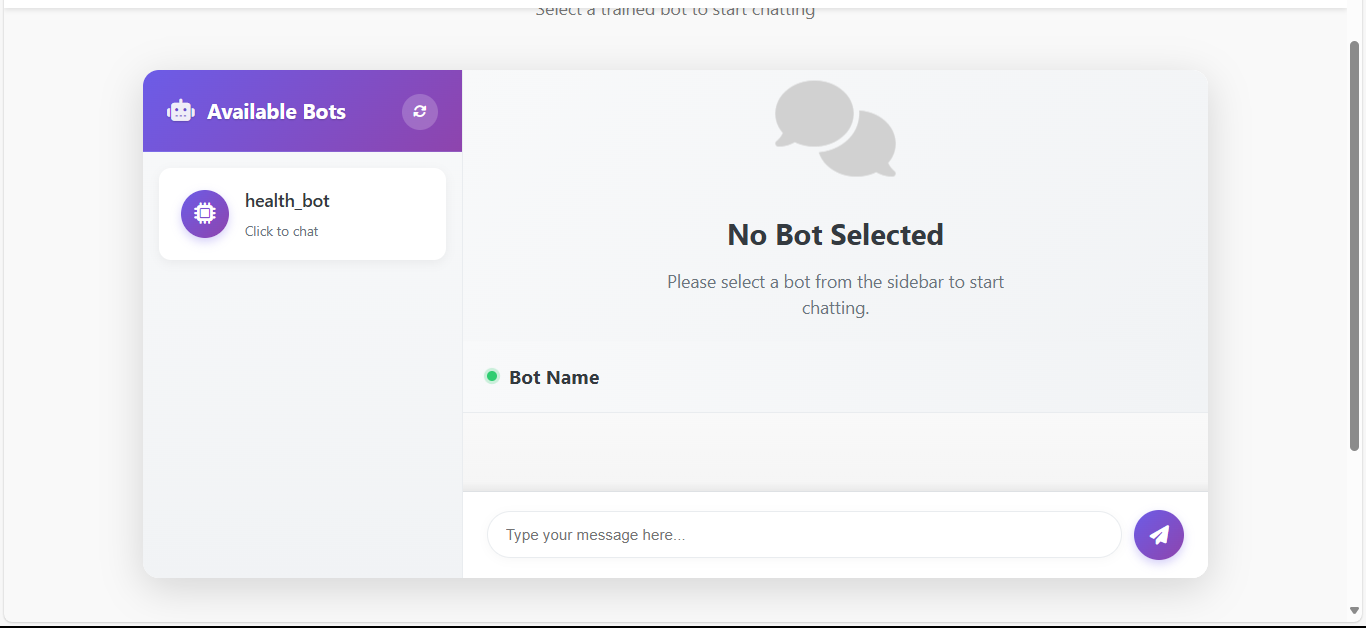 Select a trained bot to start chatting
Available Bots
health_bot
Click to chat
No Bot Selected
Please select a bot from the sidebar to start
chatting.
Bot Name
Type your message here...